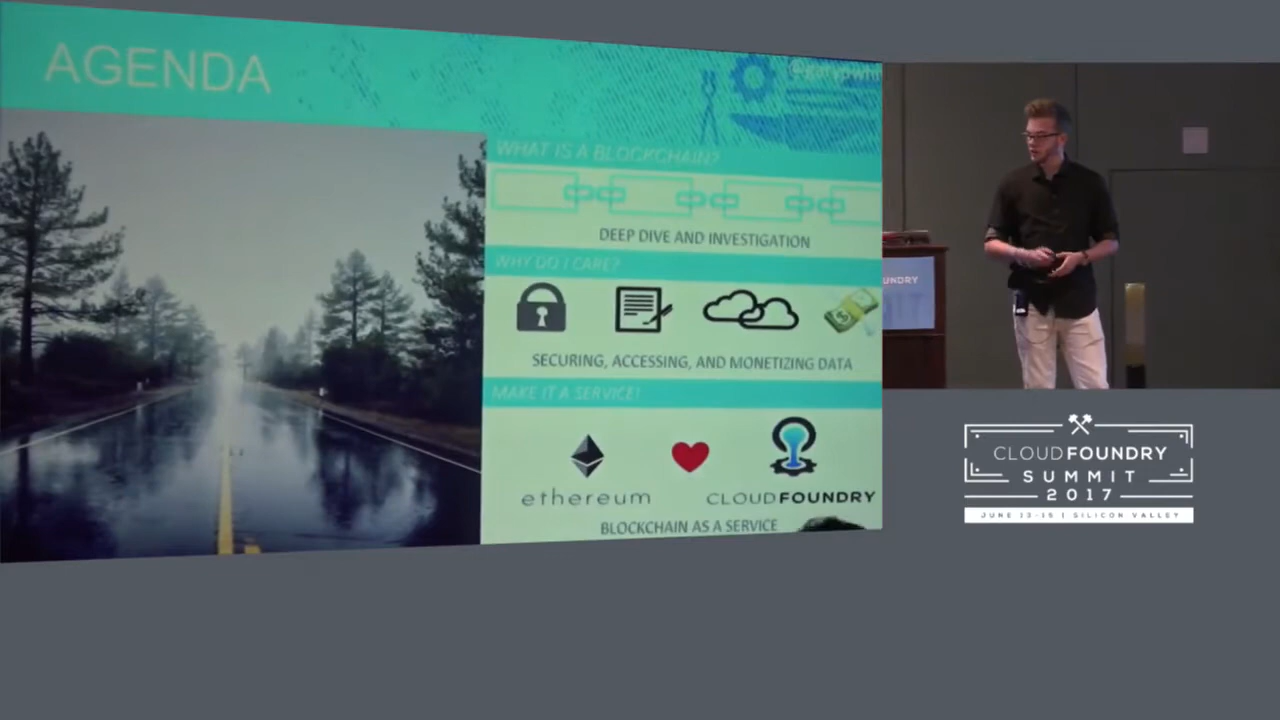 AGENDA
WHAT IS A BLOCKCHAIN?
DEEP DIVE AND INVESTIGATION
WHY DO I CARE?
SECURING, ACCESSING, AND MONETIZING DATA
MAKE IT A SERVICE!
ethereum
CLOUDFOUNDRY
BLOCKCHAIN AS A SERVICE
UNDRY
CLOUDFOUNDRY
SUMMIT
2017
JUNE 13-15 | SILICON VALLEY